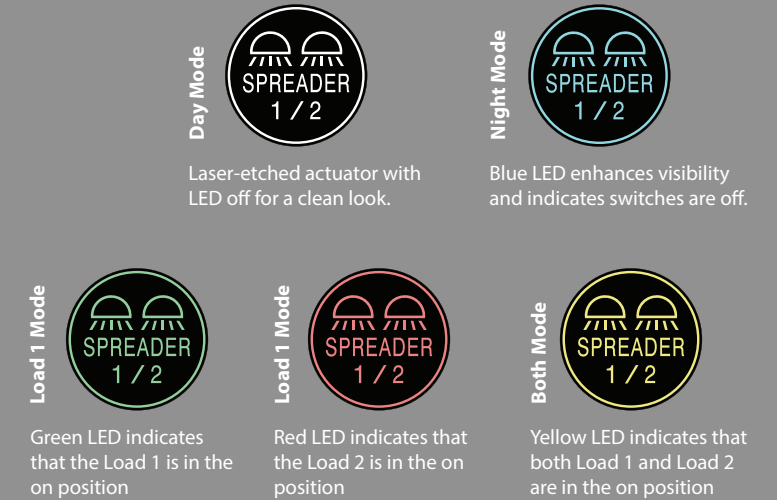 Day Mode
SPREADER
1 / 2
Laser-etched actuator with
LED off for a clean look.
Night Mode
SPREADER
1 / 2
Blue LED enhances visibility
and indicates switches are off.
Load 1 Mode
SPREADER
1 / 2
Green LED indicates
that the Load 1 is in the
on position
Load 1 Mode
SPREADER
1 / 2
Red LED indicates that
the Load 2 is in the on
position
Both Mode
SPREADER
1 / 2
Yellow LED indicates that
both Load 1 and Load 2
are in the on position